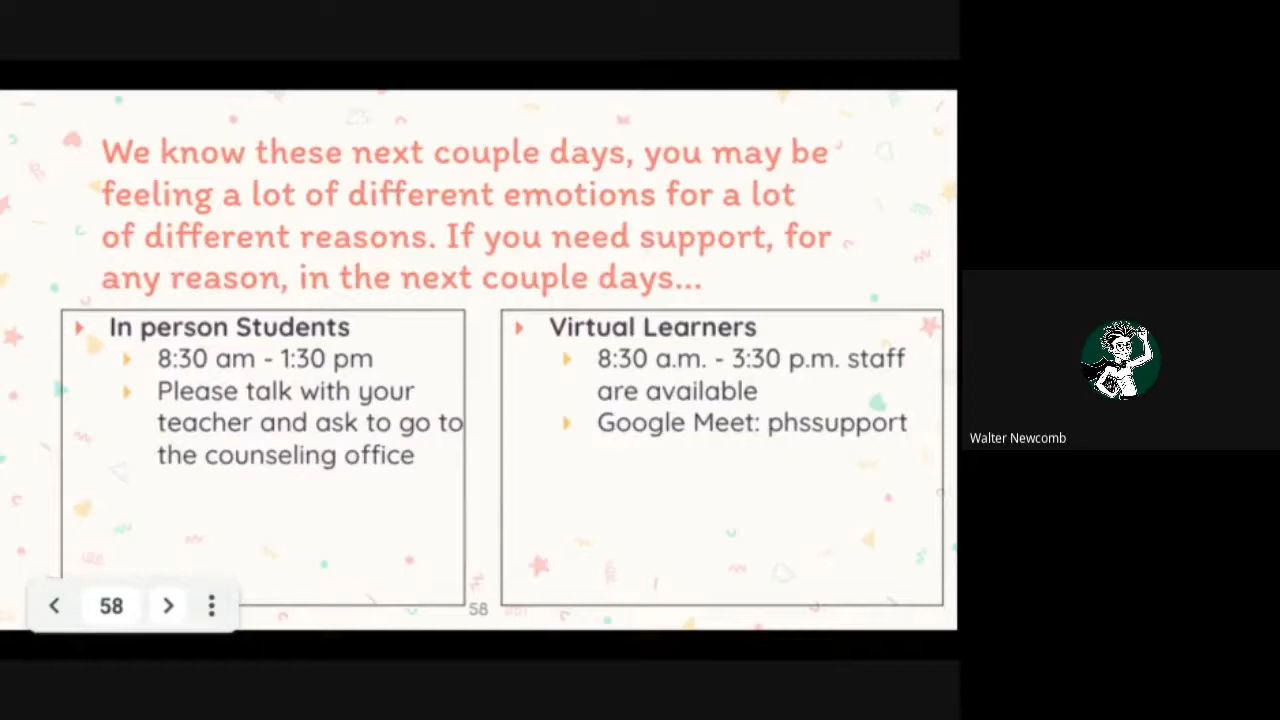 We know these next couple days, you may be
feeling a lot of different emotions for a lot
of different reasons. If you need support, for
any reason, in the next couple days...
In person Students
8:30 am - 1:30 pm
Please talk with your
teacher and ask to go to
the counseling office
Virtual Learners
8:30 a.m. - 3:30 p.m. staff
are available
Google Meet: phssupport
58
58
Walter Newcomb